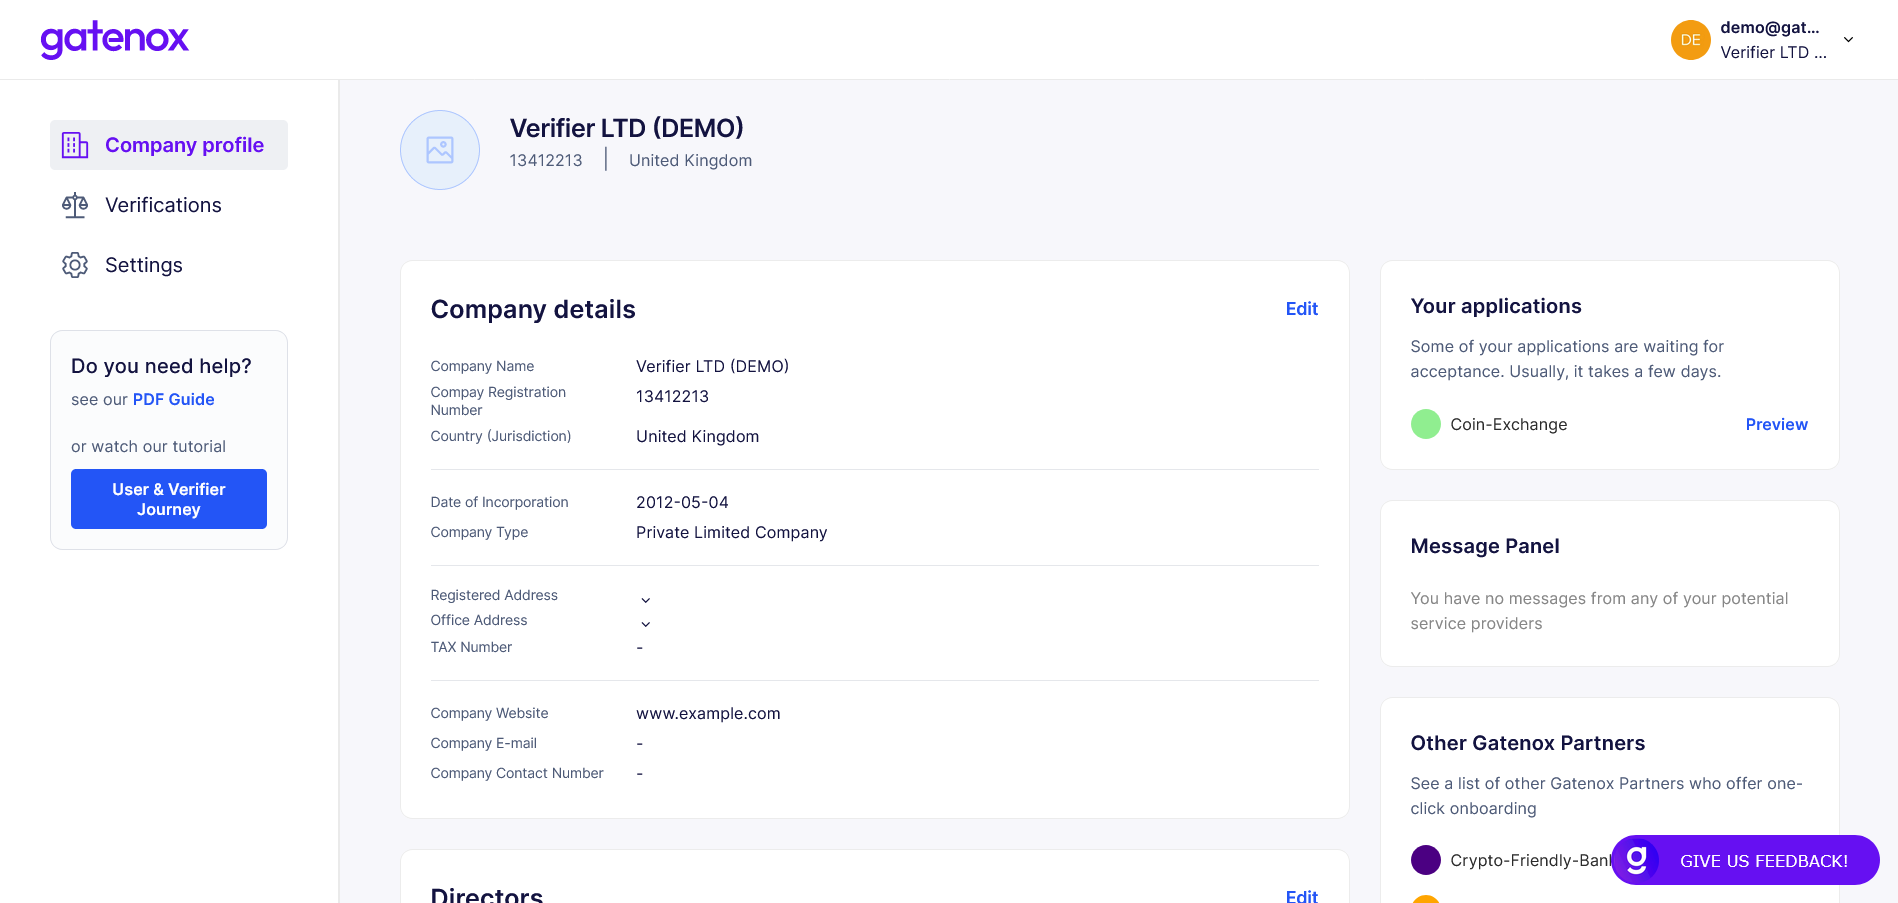 gatenox
DE
demo@gat...
Verifier LTD ...
Company profile
Verifications
Settings
Do you need help?
see our PDF Guide
or watch our tutorial
User & Verifier
Journey
Verifier LTD (DEMO)
13412213 | United Kingdom
Company details
Edit
Company Name Verifier LTD (DEMO)
Compay Registration
Number
13412213
Country (Jurisdiction) United Kingdom
Date of Incorporation 2012-05-04
Company Type Private Limited Company
Registered Address
Office Address
TAX Number -
Company Website www.example.com
Company E-mail -
Company Contact Number -
Directors
Edit
Your applications
Some of your applications are waiting for
acceptance. Usually, it takes a few days.
Coin-Exchange Preview
Message Panel
You have no messages from any of your potential
service providers
Other Gatenox Partners
See a list of other Gatenox Partners who offer one-
click onboarding
Crypto-Friendly-Bank
g GIVE US FEEDBACK!